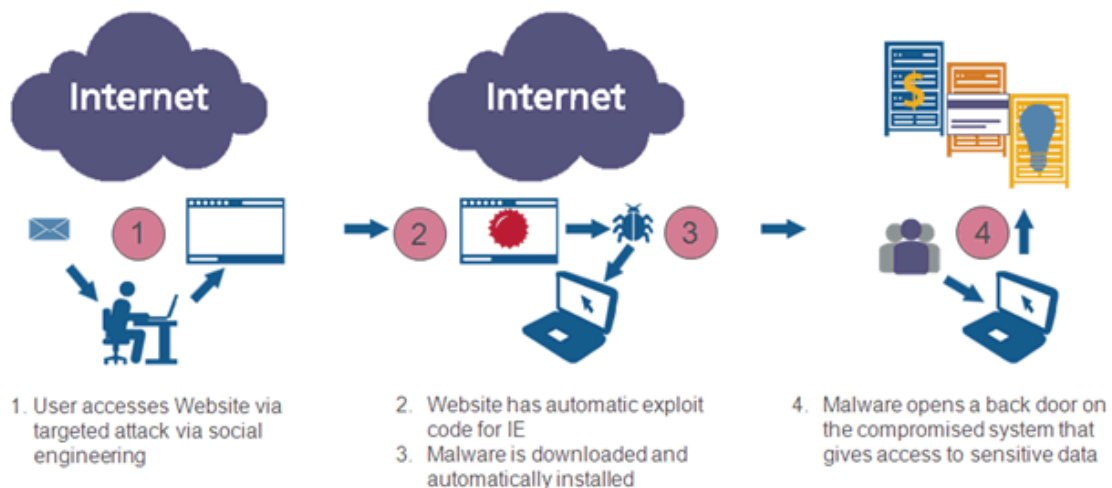 Internet
Internet
$
1
2
3
4
1. User accesses Website via
targeted attack via social
engineering
2. Website has automatic exploit
code for IE
3. Malware is downloaded and
automatically installed
4. Malware opens a back door on
the compromised system that
gives access to sensitive data